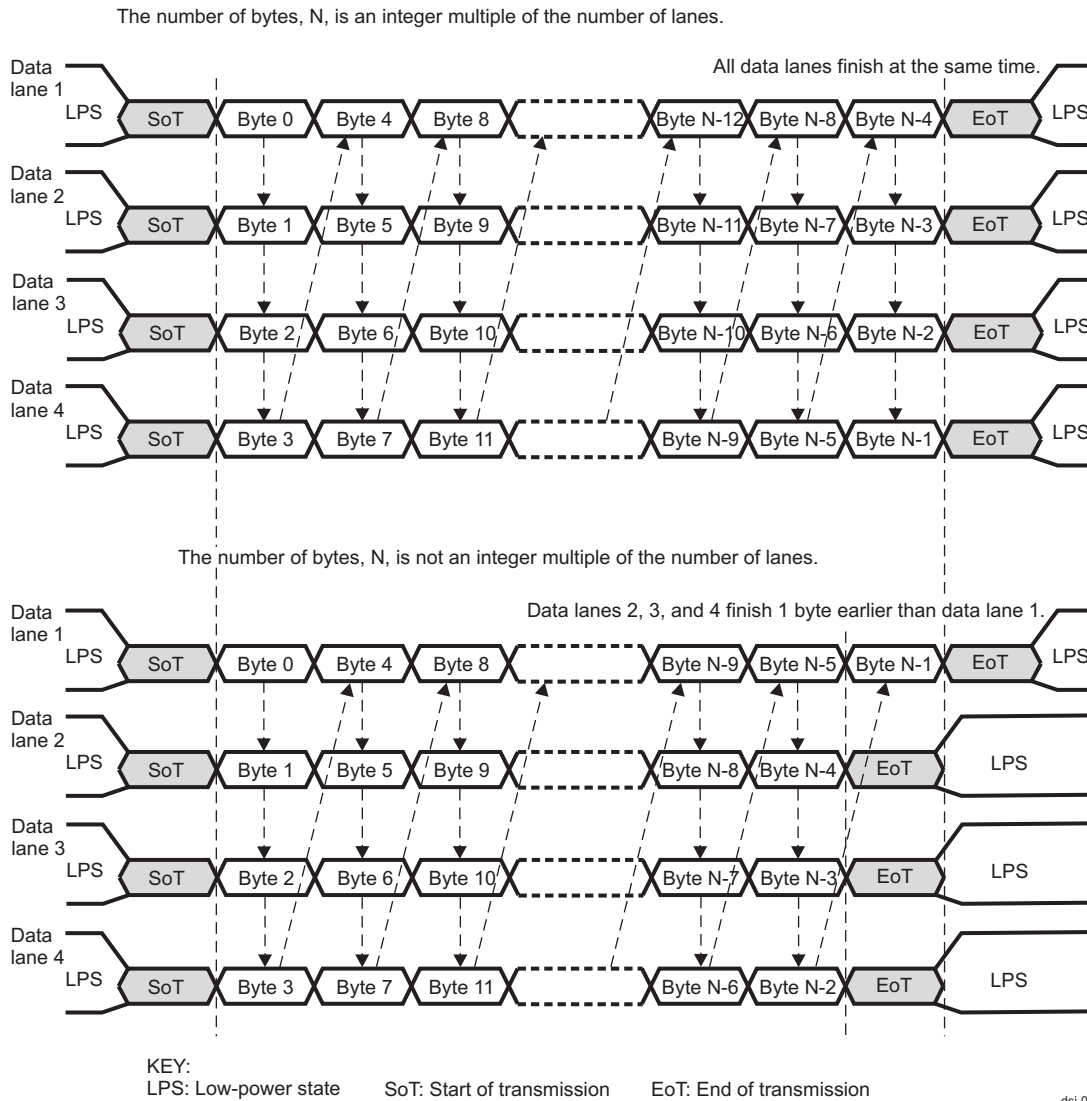 The number of bytes, N, is an integer multiple of the number of lanes.
All data lanes finish at the same time.
Data
lane 1
LPS SoT Byte 0 Byte 4 Byte 8 Byte N-12 Byte N-8 Byte N-4 EoT LPS
Data
lane 2
LPS SoT Byte 1 Byte 5 Byte 9 Byte N-11 Byte N-7 Byte N-3 EoT LPS
Data
lane 3
LPS SoT Byte 2 Byte 6 Byte 10 Byte N-10 Byte N-6 Byte N-2 EoT LPS
Data
lane 4
LPS SoT Byte 3 Byte 7 Byte 11 Byte N-9 Byte N-5 Byte N-1 EoT LPS
The number of bytes, N, is not an integer multiple of the number of lanes.
Data lanes 2, 3, and 4 finish 1 byte earlier than data lane 1.
Data
lane 1
LPS SoT Byte 0 Byte 4 Byte 8 Byte N-9 Byte N-5 Byte N-1 EoT LPS
Data
lane 2
LPS SoT Byte 1 Byte 5 Byte 9 Byte N-8 Byte N-4 EoT LPS
Data
lane 3
LPS SoT Byte 2 Byte 6 Byte 10 Byte N-7 Byte N-3 EoT LPS
Data
lane 4
LPS SoT Byte 3 Byte 7 Byte 11 Byte N-6 Byte N-2 EoT LPS
KEY:
LPS: Low-power state SoT: Start of transmission EoT: End of transmission